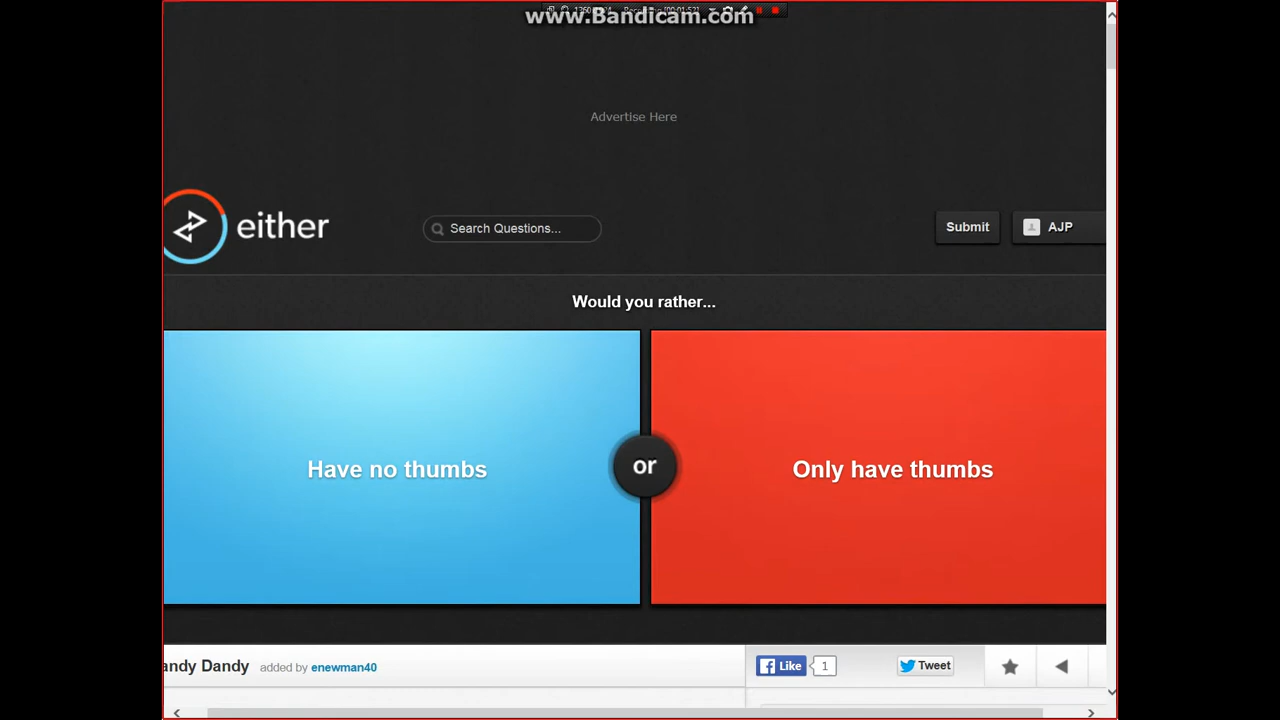 www.Bandicam.com
Advertise Here
either
Search Questions...
Submit
AJP
Would you rather...
Have no thumbs
or
Only have thumbs
andy Dandy added by enewman40
Like
1
Tweet